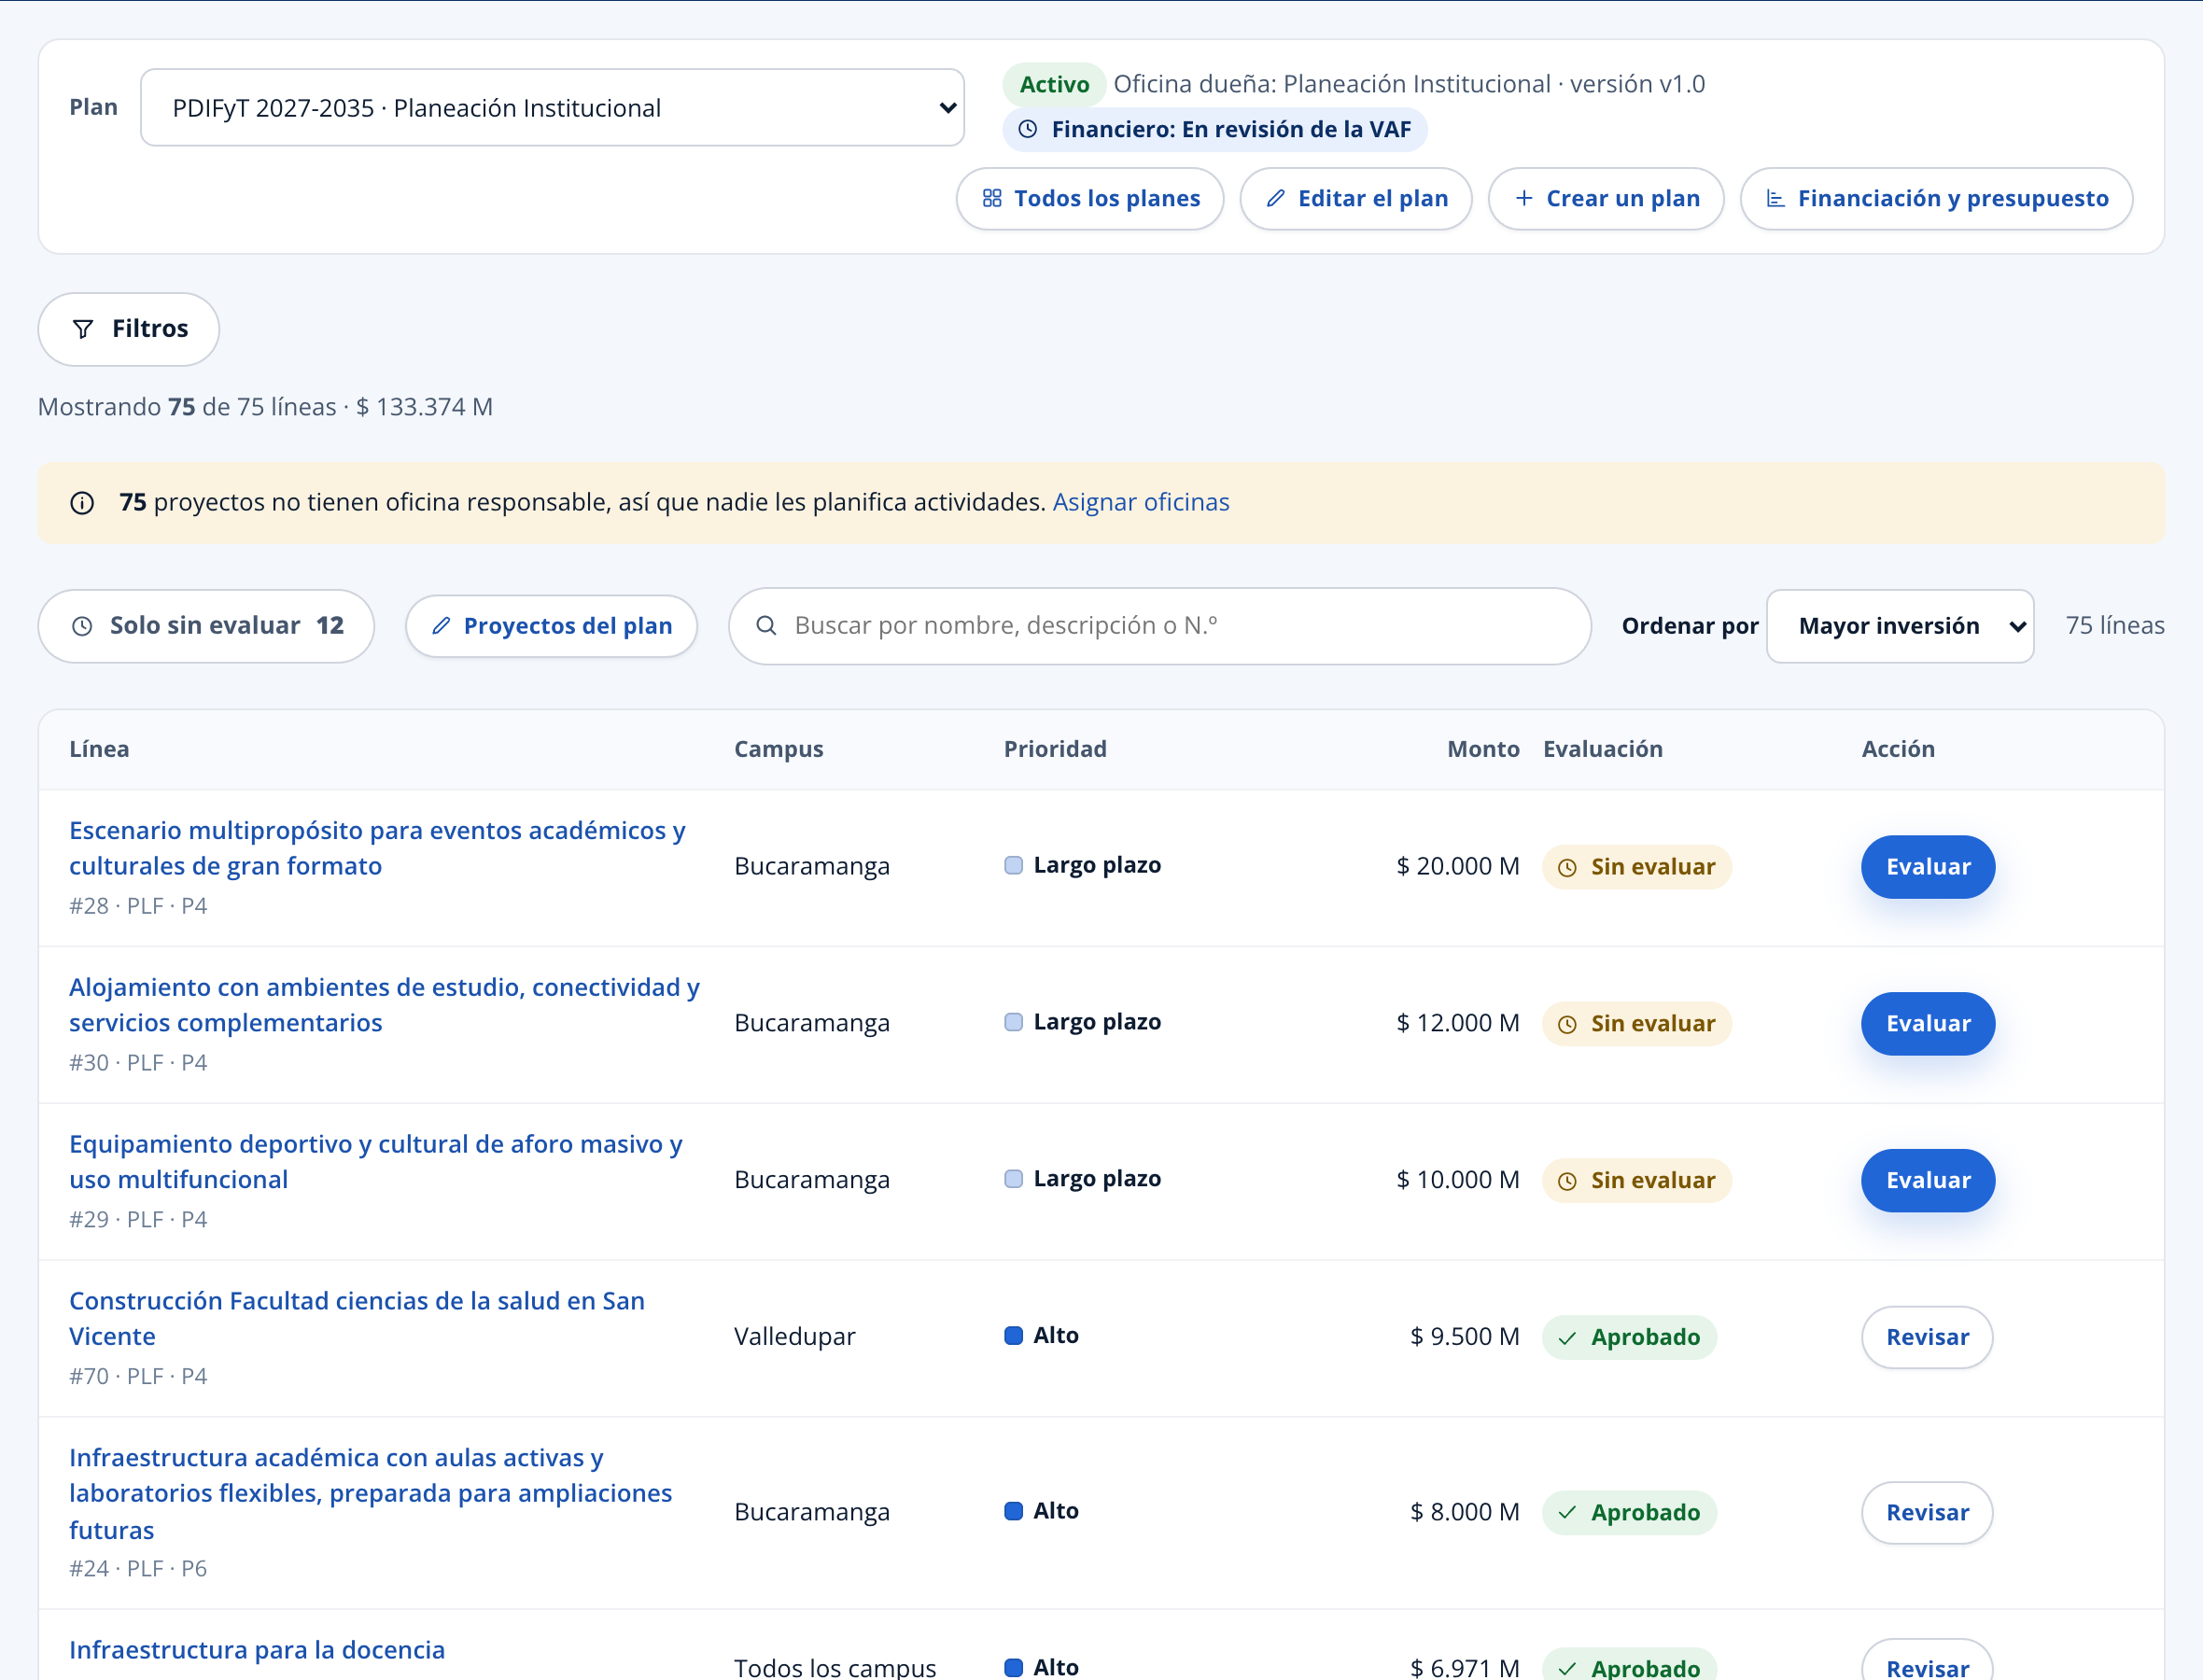 Plan
PDIFyT 2027-2035 · Planeación Institucional
Activo Oficina dueña: Planeación Institucional · versión v1.0
Financiero: En revisión de la VAF
Todos los planes
Editar el plan
Crear un plan
Financiación y presupuesto
Filtros
Mostrando 75 de 75 líneas · $ 133.374 M
75 proyectos no tienen oficina responsable, así que nadie les planifica actividades. Asignar oficinas
Solo sin evaluar 12
Proyectos del plan
Buscar por nombre, descripción o N.º
Ordenar por
Mayor inversión
75 líneas
Línea Campus Prioridad Monto Evaluación Acción
Escenario multipropósito para eventos académicos y
culturales de gran formato
#28 · PLF · P4
Bucaramanga Largo plazo $ 20.000 M Sin evaluar Evaluar
Alojamiento con ambientes de estudio, conectividad y
servicios complementarios
#30 · PLF · P4
Bucaramanga Largo plazo $ 12.000 M Sin evaluar Evaluar
Equipamiento deportivo y cultural de aforo masivo y
uso multifuncional
#29 · PLF · P4
Bucaramanga Largo plazo $ 10.000 M Sin evaluar Evaluar
Construcción Facultad ciencias de la salud en San
Vicente
#70 · PLF · P4
Valledupar Alto $ 9.500 M Aprobado Revisar
Infraestructura académica con aulas activas y
laboratorios flexibles, preparada para ampliaciones
futuras
#24 · PLF · P6
Bucaramanga Alto $ 8.000 M Aprobado Revisar
Infraestructura para la docencia
Todos los campus Alto $ 6.971 M Aprobado Revisar